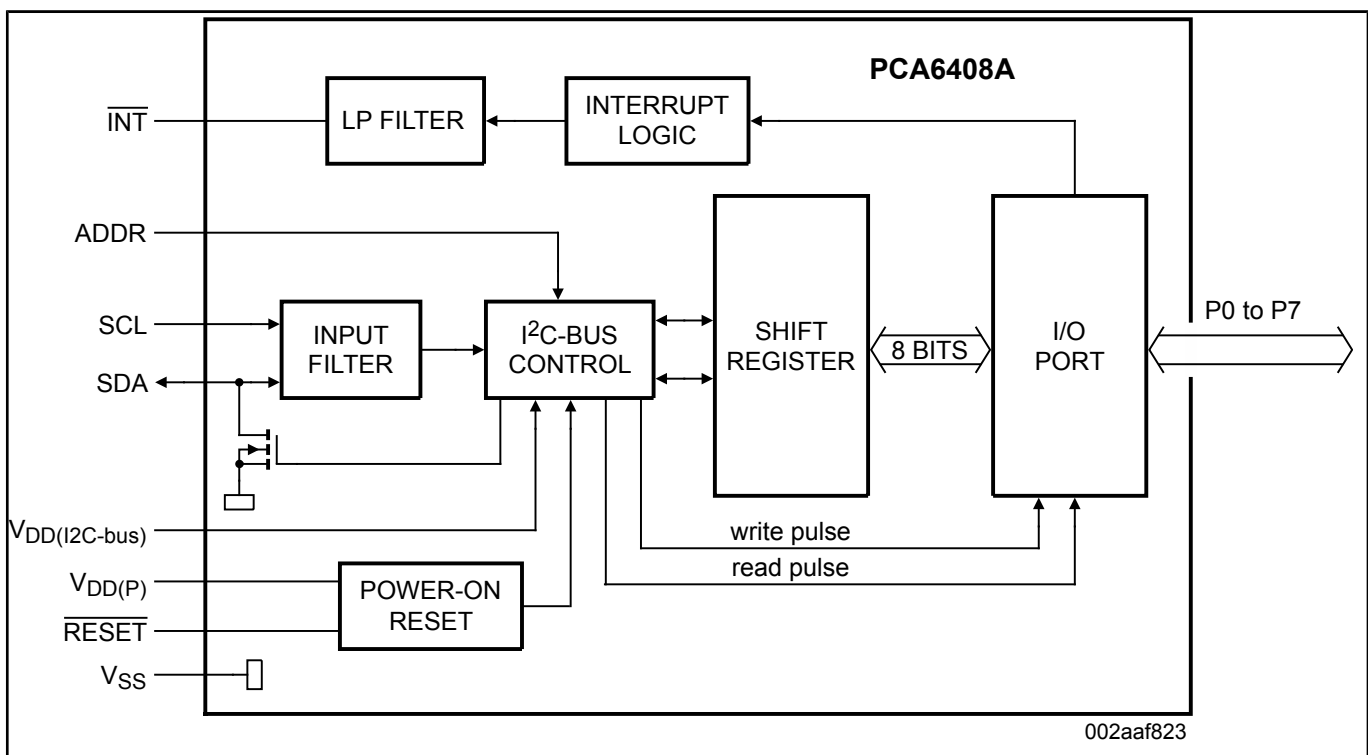 PCA6408A
INT
LP FILTER
INTERRUPT
LOGIC
ADDR
SCL
SDA
INPUT
FILTER
I²C-BUS
CONTROL
SHIFT
REGISTER
8 BITS
I/O
PORT
P0 to P7
VDD(I2C-bus)
write pulse
read pulse
VDD(P)
RESET
POWER-ON
RESET
VSS
002aaf823